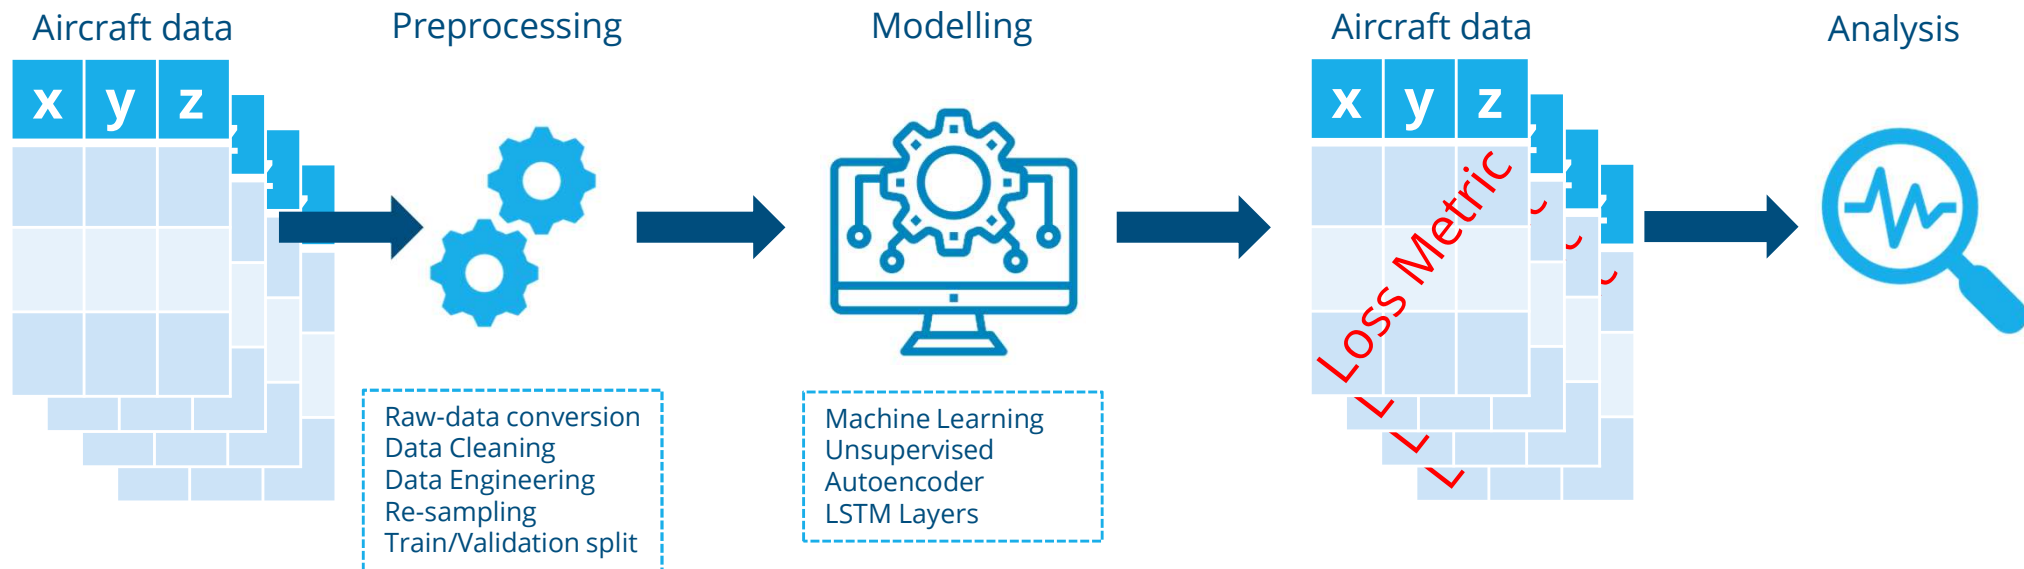 Aircraft data
Preprocessing
Modelling
Aircraft data
Analysis
x y z
x y z
Loss Metric
Raw-data conversion
Data Cleaning
Data Engineering
Re-sampling
Train/Validation split
Machine Learning
Unsupervised
Autoencoder
LSTM Layers